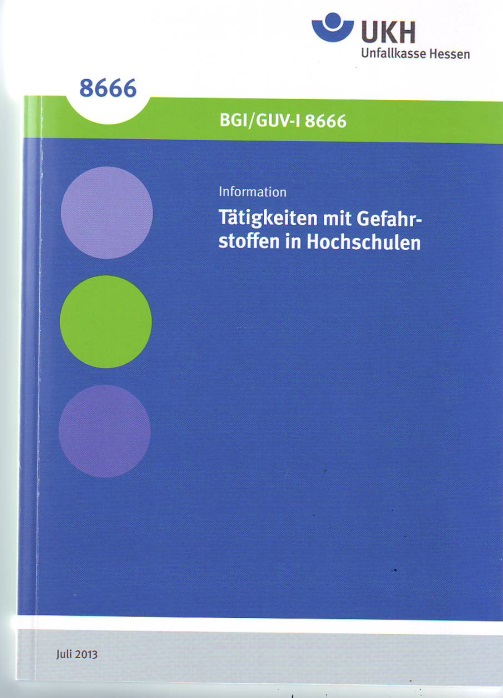 UKH
Unfallkasse Hessen
8666
BGI/GUV-I 8666
Information
Tätigkeiten mit Gefahr-
stoffen in Hochschulen
Juli 2013